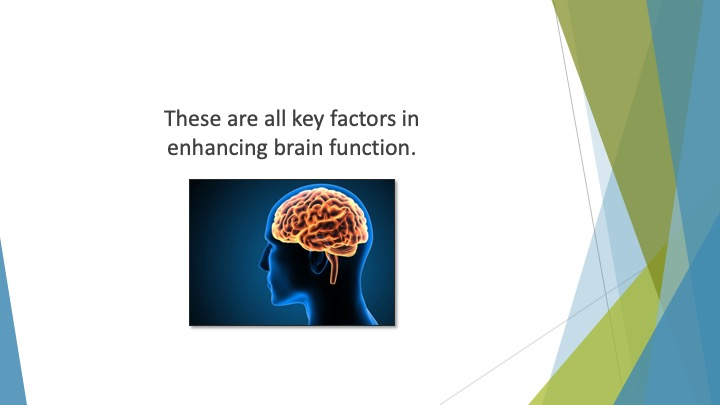 These are all key factors in
enhancing brain function.